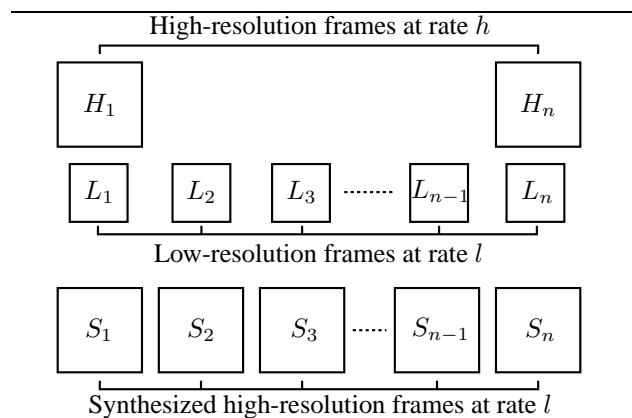 High-resolution frames at rate h
H₁ Hₙ
L₁ L₂ L₃ Lₙ₋₁ Lₙ
Low-resolution frames at rate l
S₁ S₂ S₃ Sₙ₋₁ Sₙ
Synthesized high-resolution frames at rate l